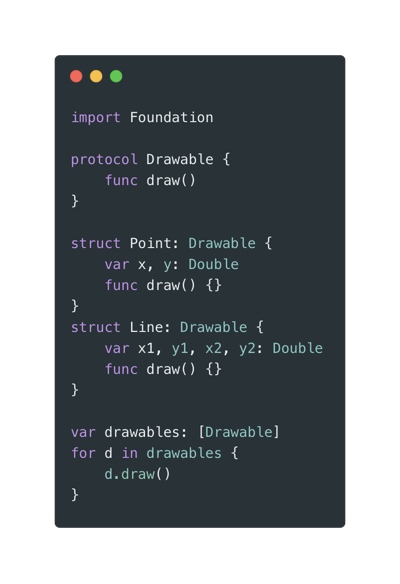 import Foundation

protocol Drawable {
    func draw()
}

struct Point: Drawable {
    var x, y: Double
    func draw() {}
}
struct Line: Drawable {
    var x1, y1, x2, y2: Double
    func draw() {}
}

var drawables: [Drawable]
for d in drawables {
    d.draw()
}